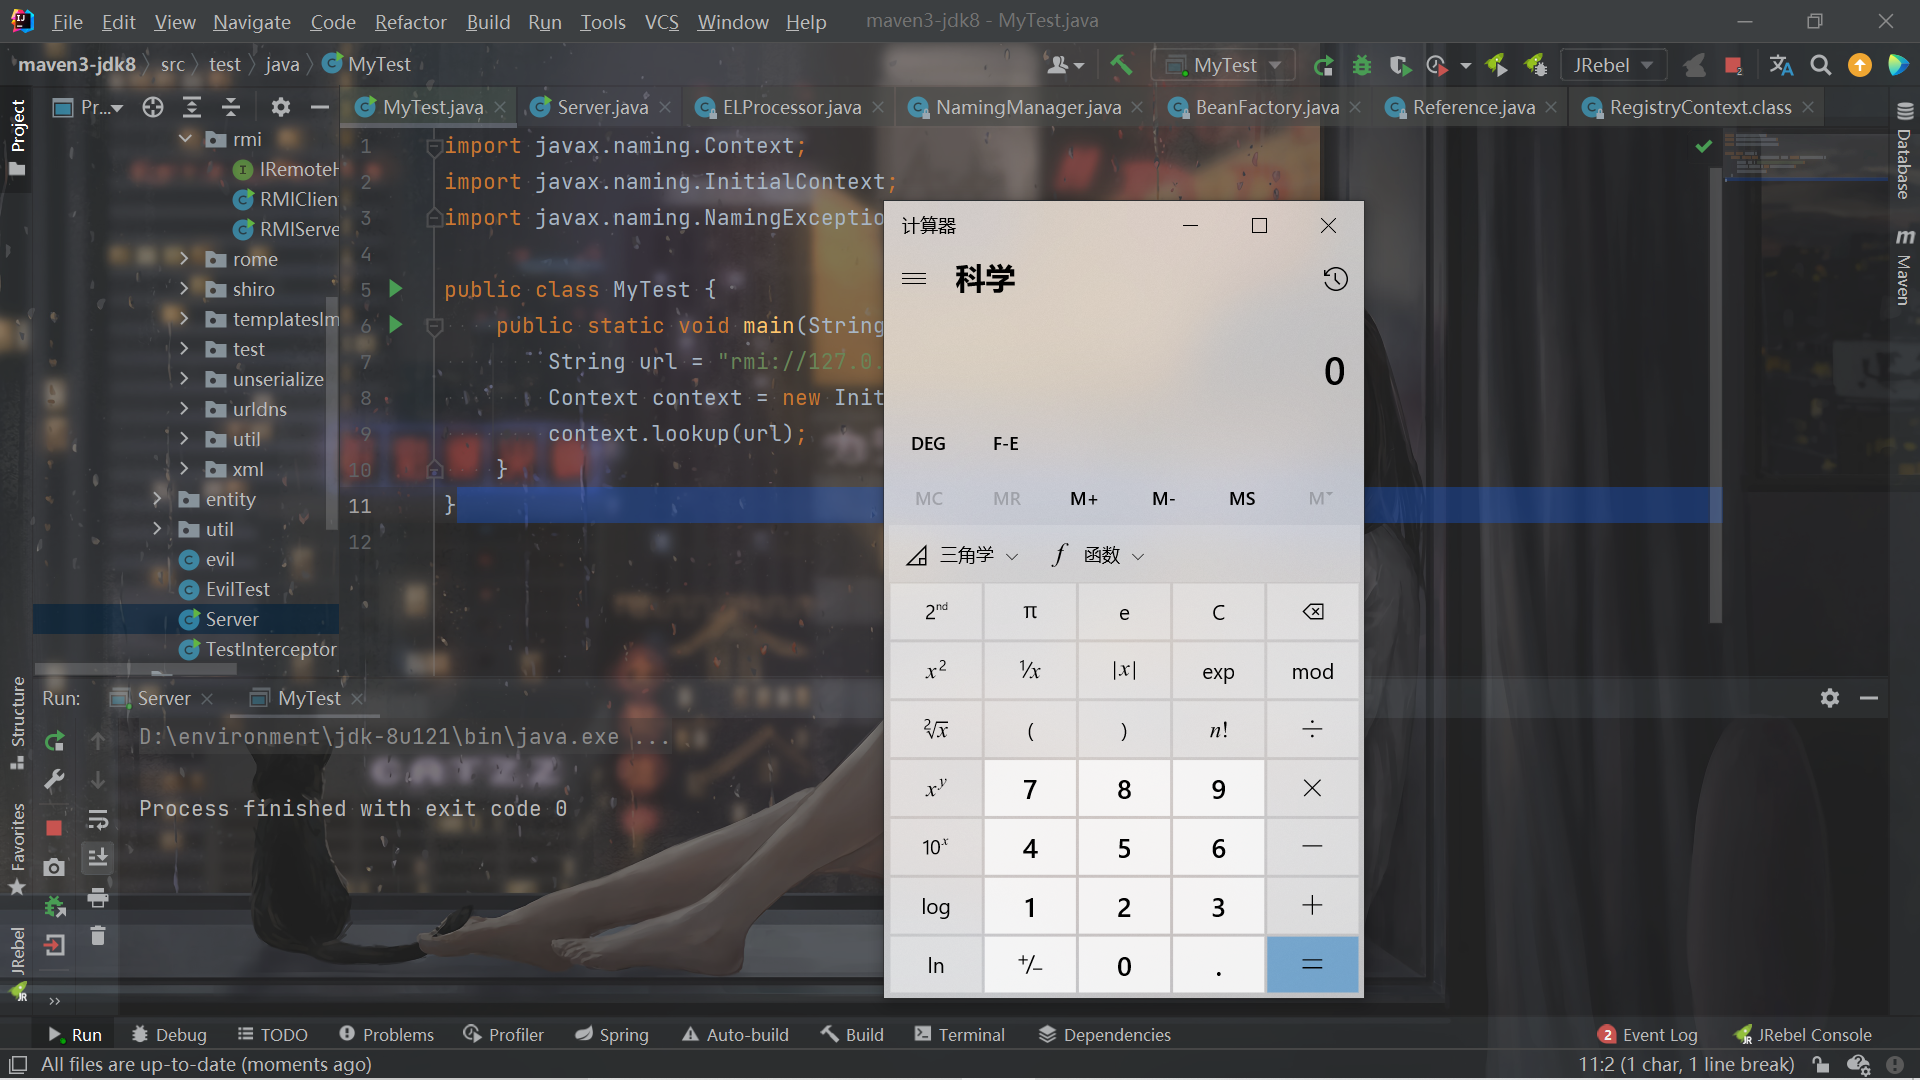 File Edit View Navigate Code Refactor Build Run Tools VCS Window Help maven3-jdk8 - MyTest.java
maven3-jdk8 src test java MyTest
MyTest JRebel 2
Project
Pr...
MyTest.java Server.java ELProcessor.java NamingManager.java BeanFactory.java Reference.java RegistryContext.class
rmi
IRemoteH
RMIClien
RMIServe
rome
shiro
templatesIm
test
unserialize
urldns
util
xml
entity
util
evil
EvilTest
Server
TestInterceptor
1 import javax.naming.Context;
2 import javax.naming.InitialContext;
3 import javax.naming.NamingExceptio
4
5 public class MyTest {
6 public static void main(String
7 String url = "rmi://127.0.
8 Context context = new Init
9 context.lookup(url);
10 }
11 }
12
Database
Maven
计算器
科学
0
DEG F-E
MC MR M+ M- MS M˅
三角学 f 函数
2nd π e C
x² ¹/x |x| exp mod
²√x ( ) n! ÷
xʸ 7 8 9 ×
10ˣ 4 5 6 −
log 1 2 3 +
ln +/− 0 . =
Run: Server MyTest
D:\environment\jdk-8u121\bin\java.exe ...
CARZZ
Process finished with exit code 0
Structure
Favorites
JRebel
Run Debug TODO Problems Profiler Spring Auto-build Build Terminal Dependencies 2 Event Log JRebel Console
All files are up-to-date (moments ago) 11:2 (1 char, 1 line break)